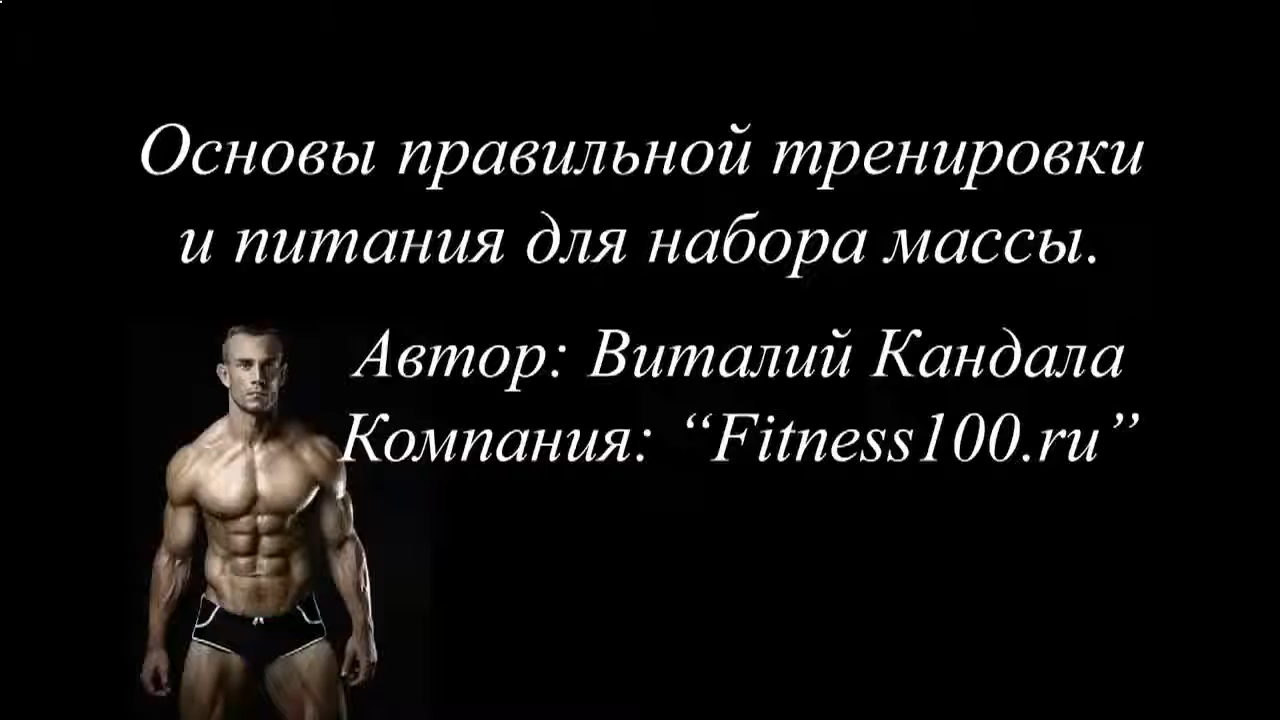 Основы правильной тренировки
и питания для набора массы.
Автор: Виталий Кандала
Компания: “Fitness100.ru”